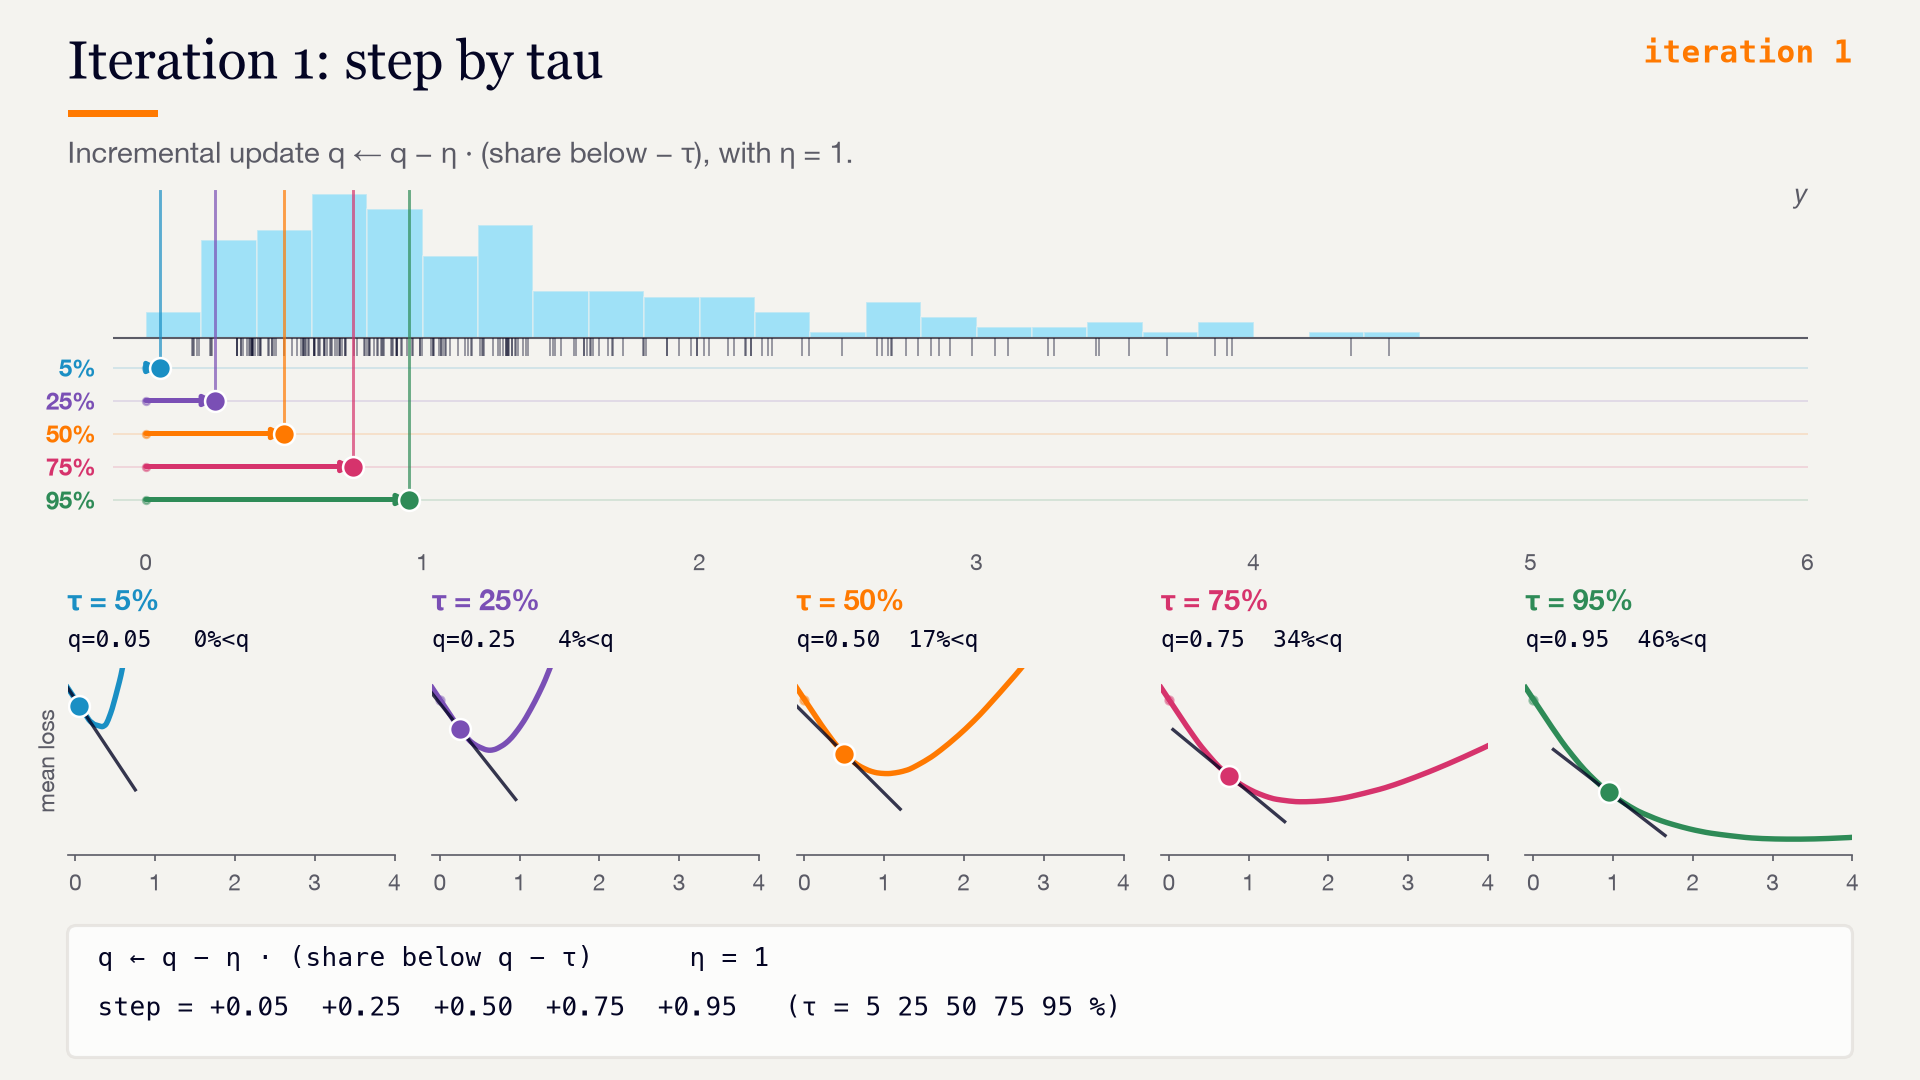 Iteration 1: step by tau
iteration 1
Incremental update q ← q − η · (share below − τ), with η = 1.
y
5%
25%
50%
75%
95%
0 1 2 3 4 5 6
τ = 5% τ = 25% τ = 50% τ = 75% τ = 95%
q=0.05 0%<q q=0.25 4%<q q=0.50 17%<q q=0.75 34%<q q=0.95 46%<q
mean loss
0 1 2 3 4 0 1 2 3 4 0 1 2 3 4 0 1 2 3 4 0 1 2 3 4
q ← q − η · (share below q − τ) η = 1
step = +0.05 +0.25 +0.50 +0.75 +0.95 (τ = 5 25 50 75 95 %)